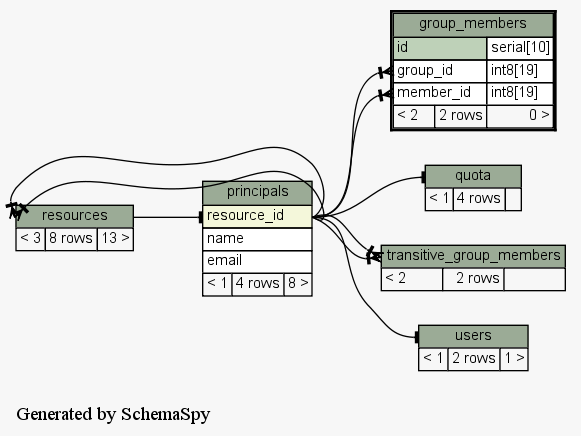 group_members
id serial[10]
group_id int8[19]
member_id int8[19]
< 2 2 rows 0 >
quota
< 1 4 rows
principals
resource_id
name
email
< 1 4 rows 8 >
resources
< 3 8 rows 13 >
transitive_group_members
< 2 2 rows
users
< 1 2 rows 1 >
Generated by SchemaSpy